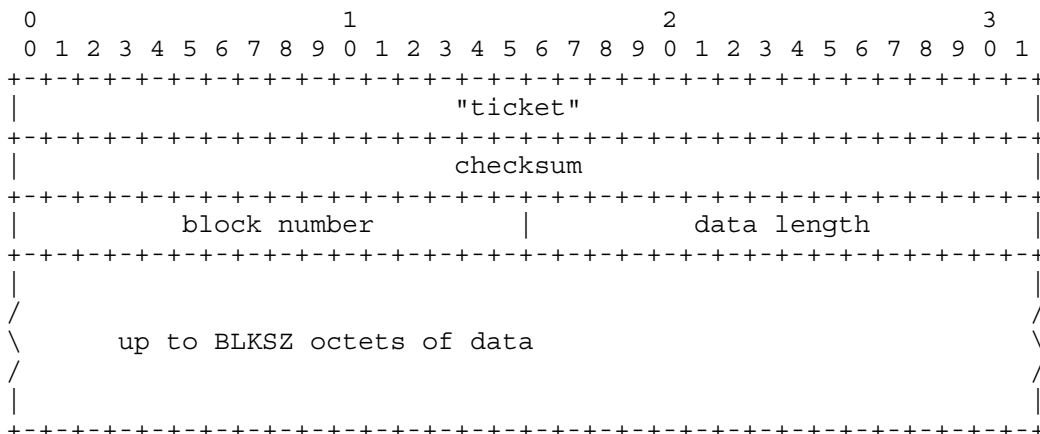 0                   1                   2                   3
0 1 2 3 4 5 6 7 8 9 0 1 2 3 4 5 6 7 8 9 0 1 2 3 4 5 6 7 8 9 0 1
+-+-+-+-+-+-+-+-+-+-+-+-+-+-+-+-+-+-+-+-+-+-+-+-+-+-+-+-+-+-+-+-+
|                           "ticket"                            |
+-+-+-+-+-+-+-+-+-+-+-+-+-+-+-+-+-+-+-+-+-+-+-+-+-+-+-+-+-+-+-+-+
|                           checksum                            |
+-+-+-+-+-+-+-+-+-+-+-+-+-+-+-+-+-+-+-+-+-+-+-+-+-+-+-+-+-+-+-+-+
|          block number         |          data length          |
+-+-+-+-+-+-+-+-+-+-+-+-+-+-+-+-+-+-+-+-+-+-+-+-+-+-+-+-+-+-+-+-+
|                                                               |
/                                                               /
\      up to BLKSZ octets of data                               \
/                                                               /
|                                                               |
+-+-+-+-+-+-+-+-+-+-+-+-+-+-+-+-+-+-+-+-+-+-+-+-+-+-+-+-+-+-+-+-+